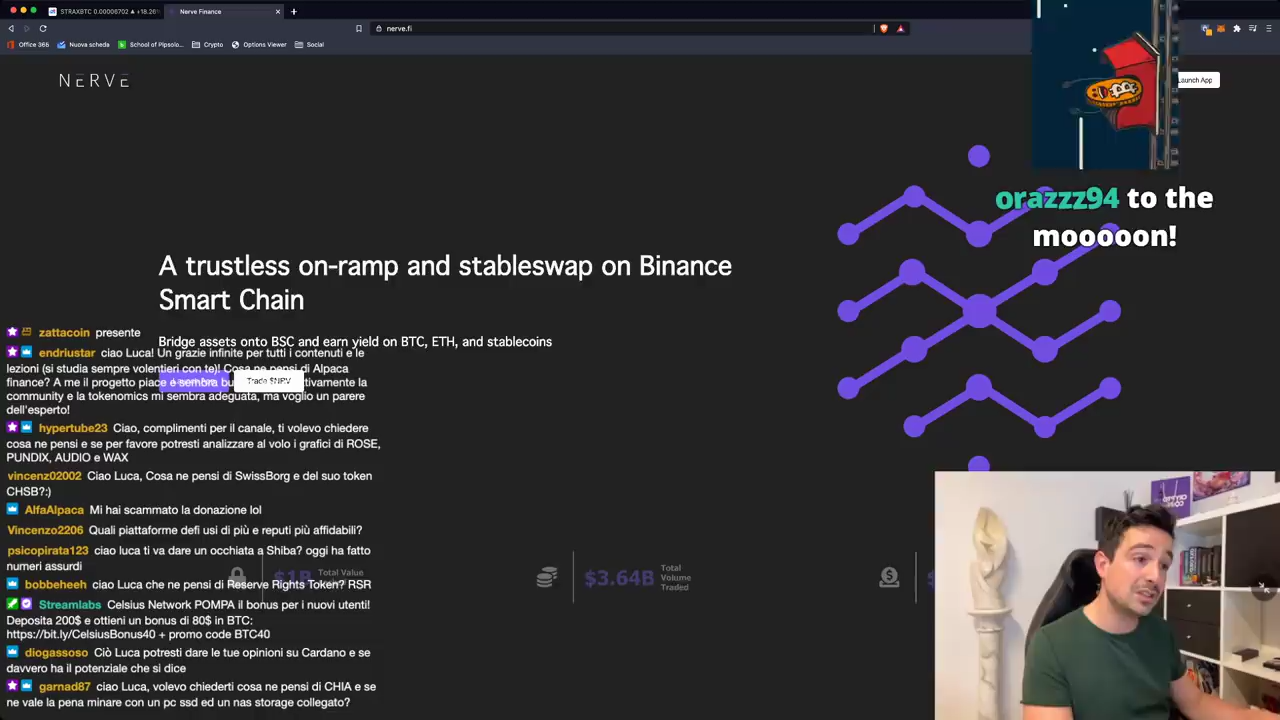 STRAXBTC 0.00006702 ▲ +18.26%
Nerve Finance
nerve.fi
Office 365
Nuova scheda
School of Pipsolo...
Crypto
Options Viewer
Social
NERVE
Launch App
orazzz94 to the
mooooon!
A trustless on-ramp and stableswap on Binance
Smart Chain
Bridge assets onto BSC and earn yield on BTC, ETH, and stablecoins
Trade $NRV
zattacoin presente
endriustar ciao Luca! Un grazie infinite per tutti i contenuti e le
lezioni (si studia sempre volentieri con te)! Cosa ne pensi di Alpaca
finance? A me il progetto piace e sembra
community e la tokenomics mi sembra adeguata, ma voglio un parere
dell'esperto!
hypertube23 Ciao, complimenti per il canale, ti volevo chiedere
cosa ne pensi e se per favore potresti analizzare al volo i grafici di ROSE,
PUNDIX, AUDIO e WAX
vincenz02002 Ciao Luca, Cosa ne pensi di SwissBorg e del suo token
CHSB?:)
AlfaAlpaca Mi hai scammato la donazione lol
Vincenzo2206 Quali piattaforme defi usi di più e reputi più affidabili?
psicopirata123 ciao luca ti va dare un occhiata a Shiba? oggi ha fatto
numeri assurdi
bobbeheeh ciao Luca che ne pensi di Reserve Rights Token? RSR
Streamlabs Celsius Network POMPA il bonus per i nuovi utenti!
Deposita 200$ e ottieni un bonus di 80$ in BTC:
https://bit.ly/CelsiusBonus40 + promo code BTC40
diogassoso Ciò Luca potresti dare le tue opinioni su Cardano e se
davvero ha il potenziale che si dice
garnad87 ciao Luca, volevo chiederti cosa ne pensi di CHIA e se
ne vale la pena minare con un pc ssd ed un nas storage collegato?
Total Value
$3.64B
Total
Volume
Traded